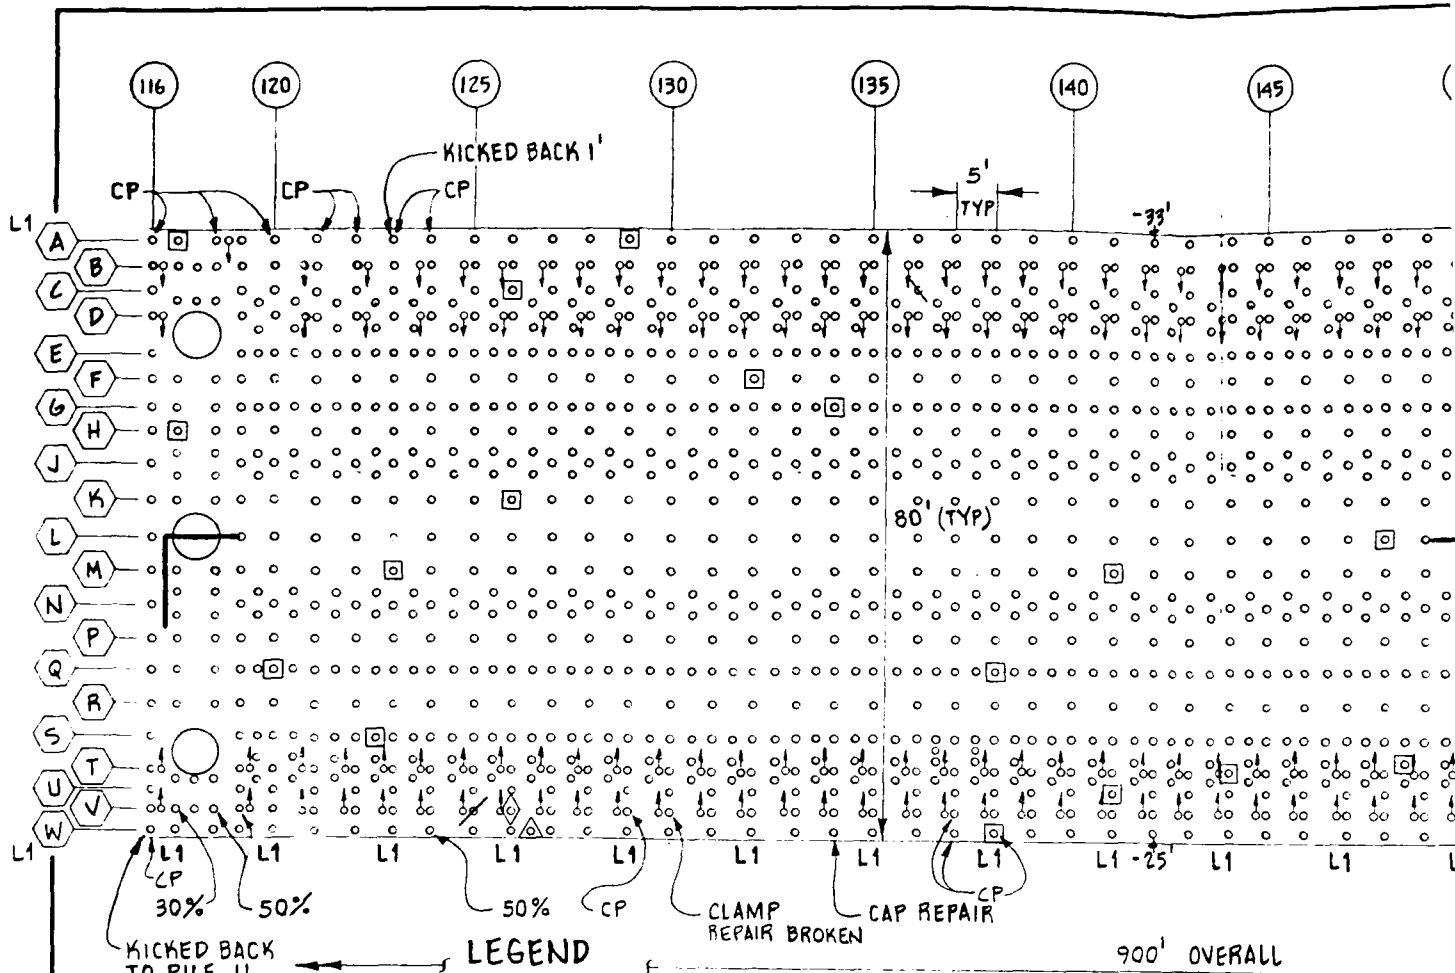 116 120 125 130 135 140 145
KICKED BACK 1'
CP CP CP
5'
TYP
-33'
L1
A
B
C
D
E
F
G
H
J
K
80' (TYP)
L
M
N
P
Q
R
S
T
U
V
W
L1 L1 L1 L1 L1 L1 L1 L1 L1 -25' L1 L1
CP
30% 50% 50% CP CLAMP
REPAIR BROKEN
CAP REPAIR
CP
KICKED BACK
TO PILE U
LEGEND
900' OVERALL